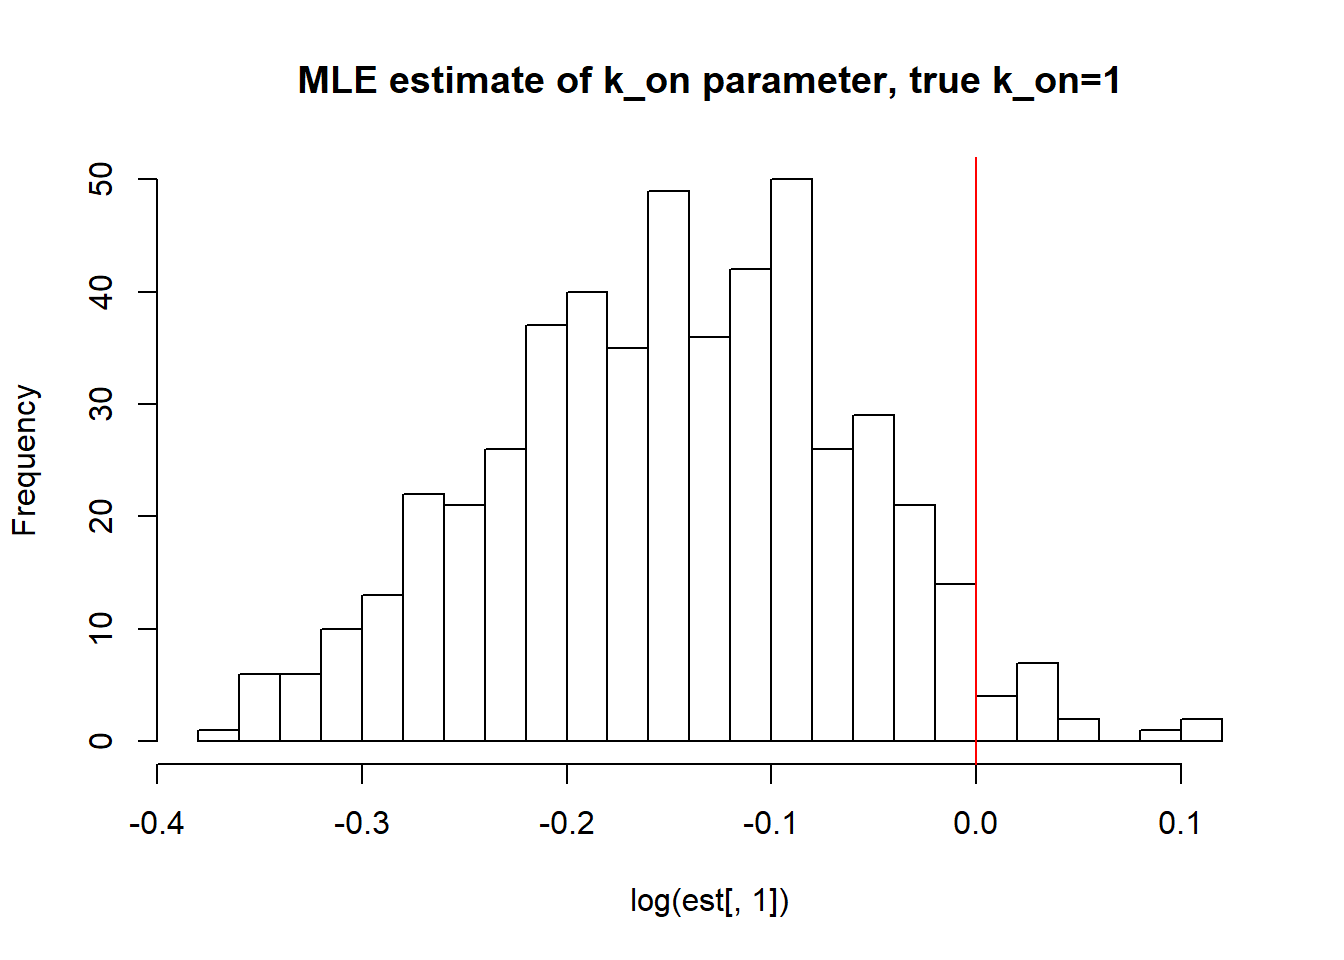 MLE estimate of k_on parameter, true k_on=1
50
40
30
20
10
0
Frequency
-0.4 -0.3 -0.2 -0.1 0.0 0.1
log(est[, 1])